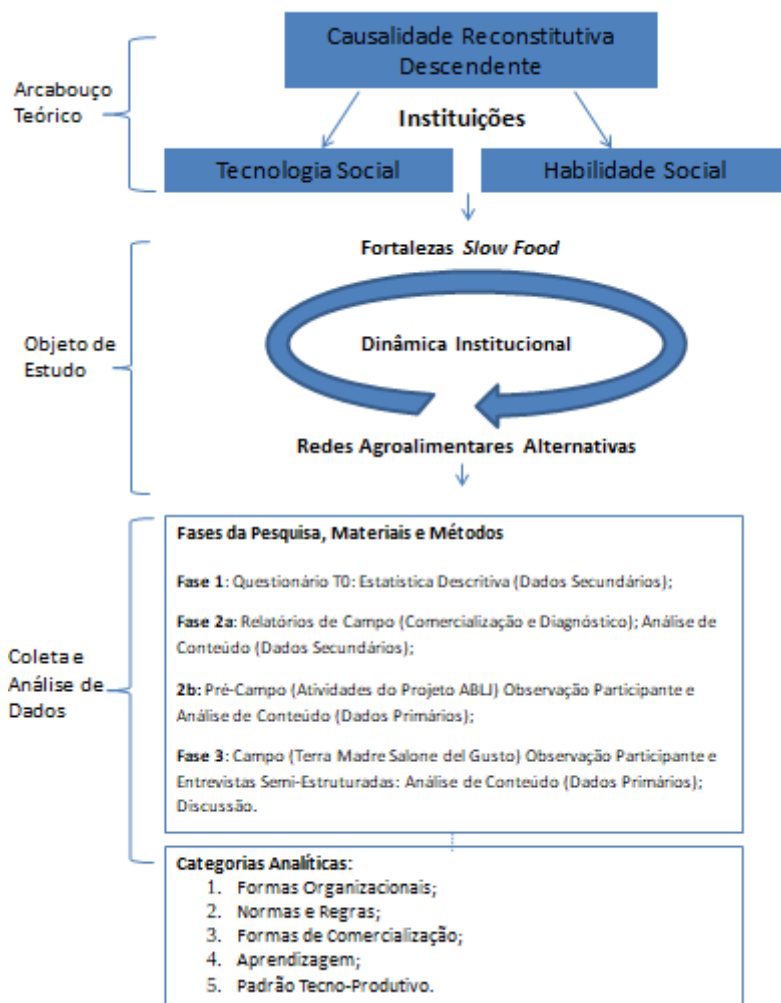 Causalidade Reconstitutiva
Descendente
Arcabouço
Teórico
Instituições
Tecnologia Social
Habilidade Social
Fortalezas Slow Food
Objeto de
Estudo
Dinâmica Institucional
Redes Agroalimentares Alternativas
Coleta e
Análise de
Dados
Fases da Pesquisa, Materiais e Métodos
Fase 1: Questionário T0: Estatística Descritiva (Dados Secundários);
Fase 2a: Relatórios de Campo (Comercialização e Diagnóstico); Análise de
Conteúdo (Dados Secundários);
2b: Pré-Campo (Atividades do Projeto ABLJ) Observação Participante e
Análise de Conteúdo (Dados Primários);
Fase 3: Campo (Terra Madre Salone del Gusto) Observação Participante e
Entrevistas Semi-Estruturadas: Análise de Conteúdo (Dados Primários);
Discussão.
Categorias Analíticas:
1. Formas Organizacionais;
2. Normas e Regras;
3. Formas de Comercialização;
4. Aprendizagem;
5. Padrão Tecno-Produtivo.